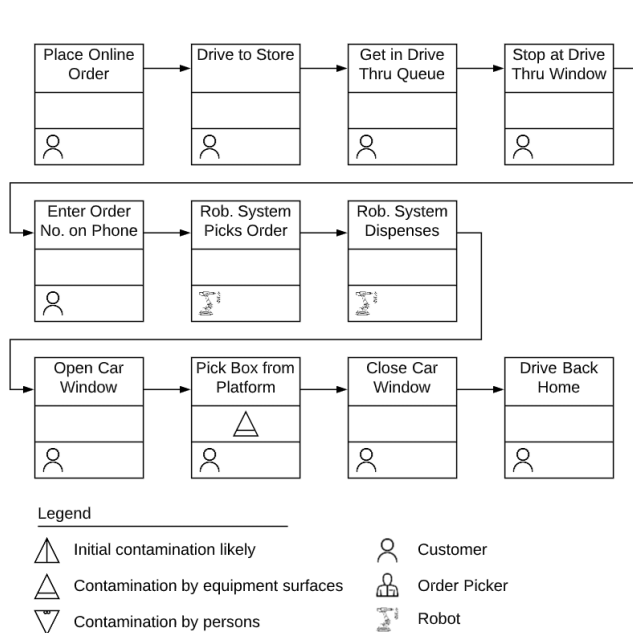 Place Online
Order
Drive to Store
Get in Drive
Thru Queue
Stop at Drive
Thru Window
Enter Order
No. on Phone
Rob. System
Picks Order
Rob. System
Dispenses
Open Car
Window
Pick Box from
Platform
Close Car
Window
Drive Back
Home
Legend
Initial contamination likely
Contamination by equipment surfaces
Contamination by persons
Customer
Order Picker
Robot